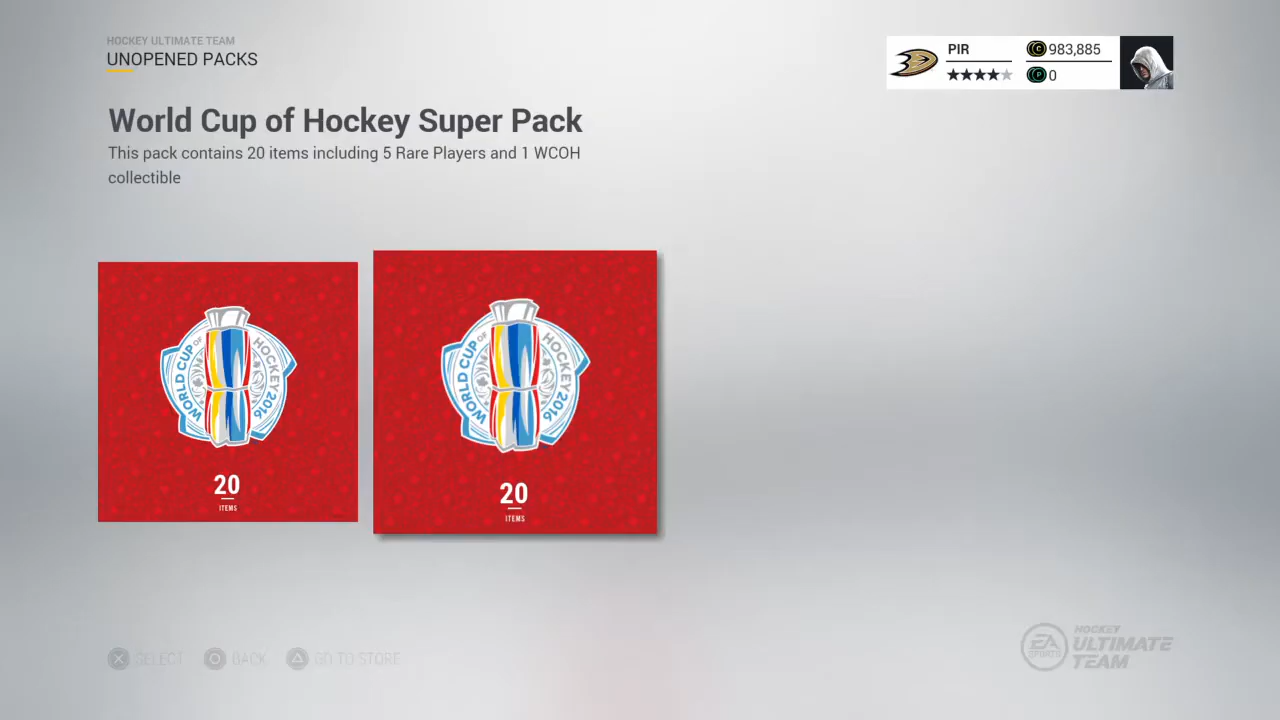 HOCKEY ULTIMATE TEAM
UNOPENED PACKS
PIR
983,885
0
World Cup of Hockey Super Pack
This pack contains 20 items including 5 Rare Players and 1 WCOH
collectible
WORLD CUP OF HOCKEY 2016
20
ITEMS
WORLD CUP OF HOCKEY 2016
20
ITEMS
SELECT
BACK
GO TO STORE
EA
SPORTS
HOCKEY
ULTIMATE
TEAM